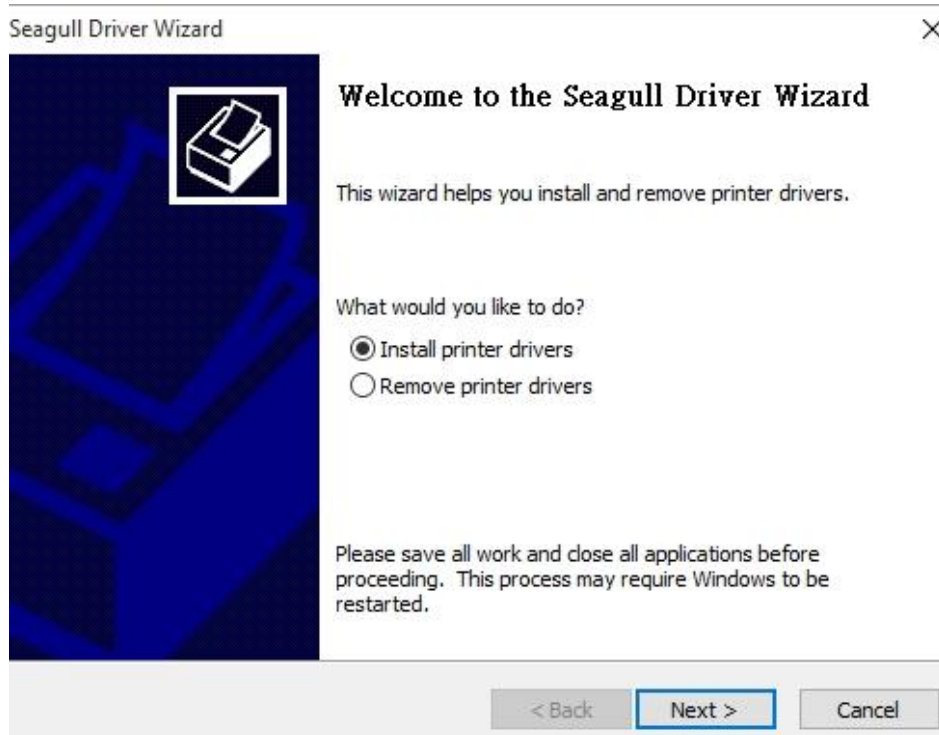 Seagull Driver Wizard
Welcome to the Seagull Driver Wizard
This wizard helps you install and remove printer drivers.
What would you like to do?
Install printer drivers
Remove printer drivers
Please save all work and close all applications before
proceeding.  This process may require Windows to be
restarted.
< Back
Next >
Cancel